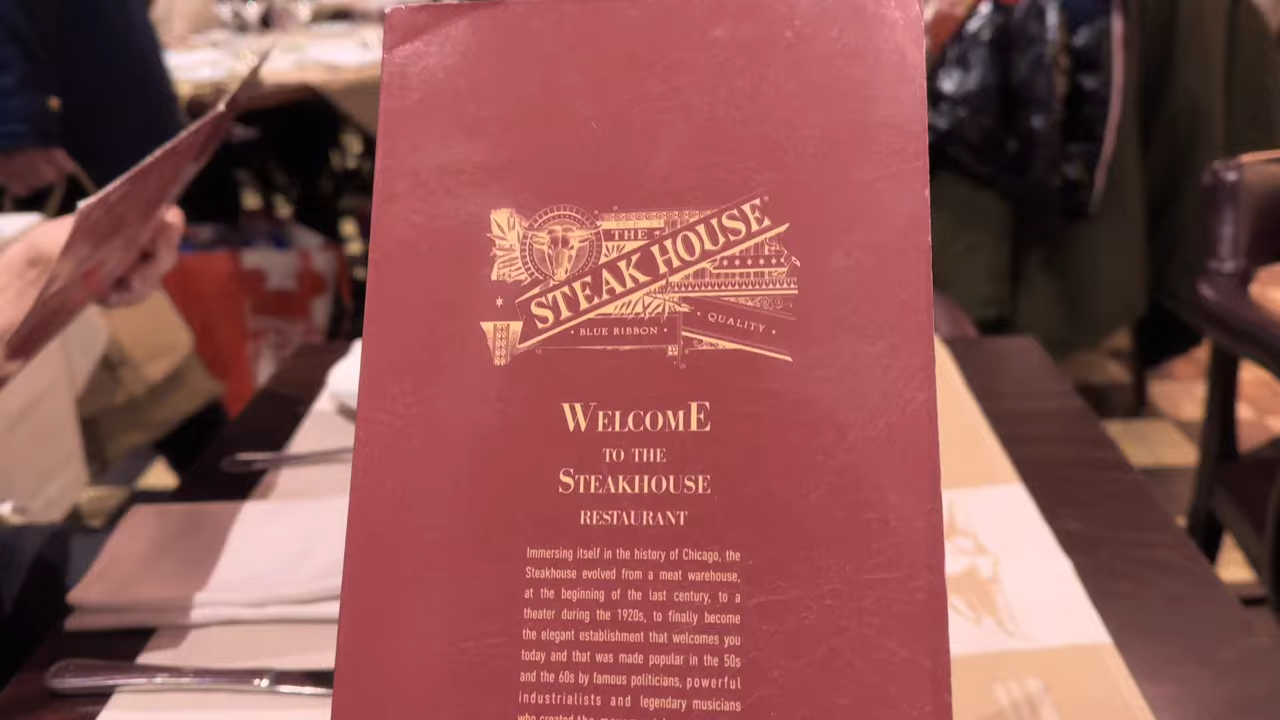 THE
STEAK HOUSE
• BLUE RIBBON •
• QUALITY •
WELCOME
TO THE
STEAKHOUSE
RESTAURANT
Immersing itself in the history of Chicago, the
Steakhouse evolved from a meat warehouse,
at the beginning of the last century, to a
theater during the 1920s, to finally become
the elegant establishment that welcomes you
today and that was made popular in the 50s
and the 60s by famous politicians, powerful
industrialists and legendary musicians
who created the